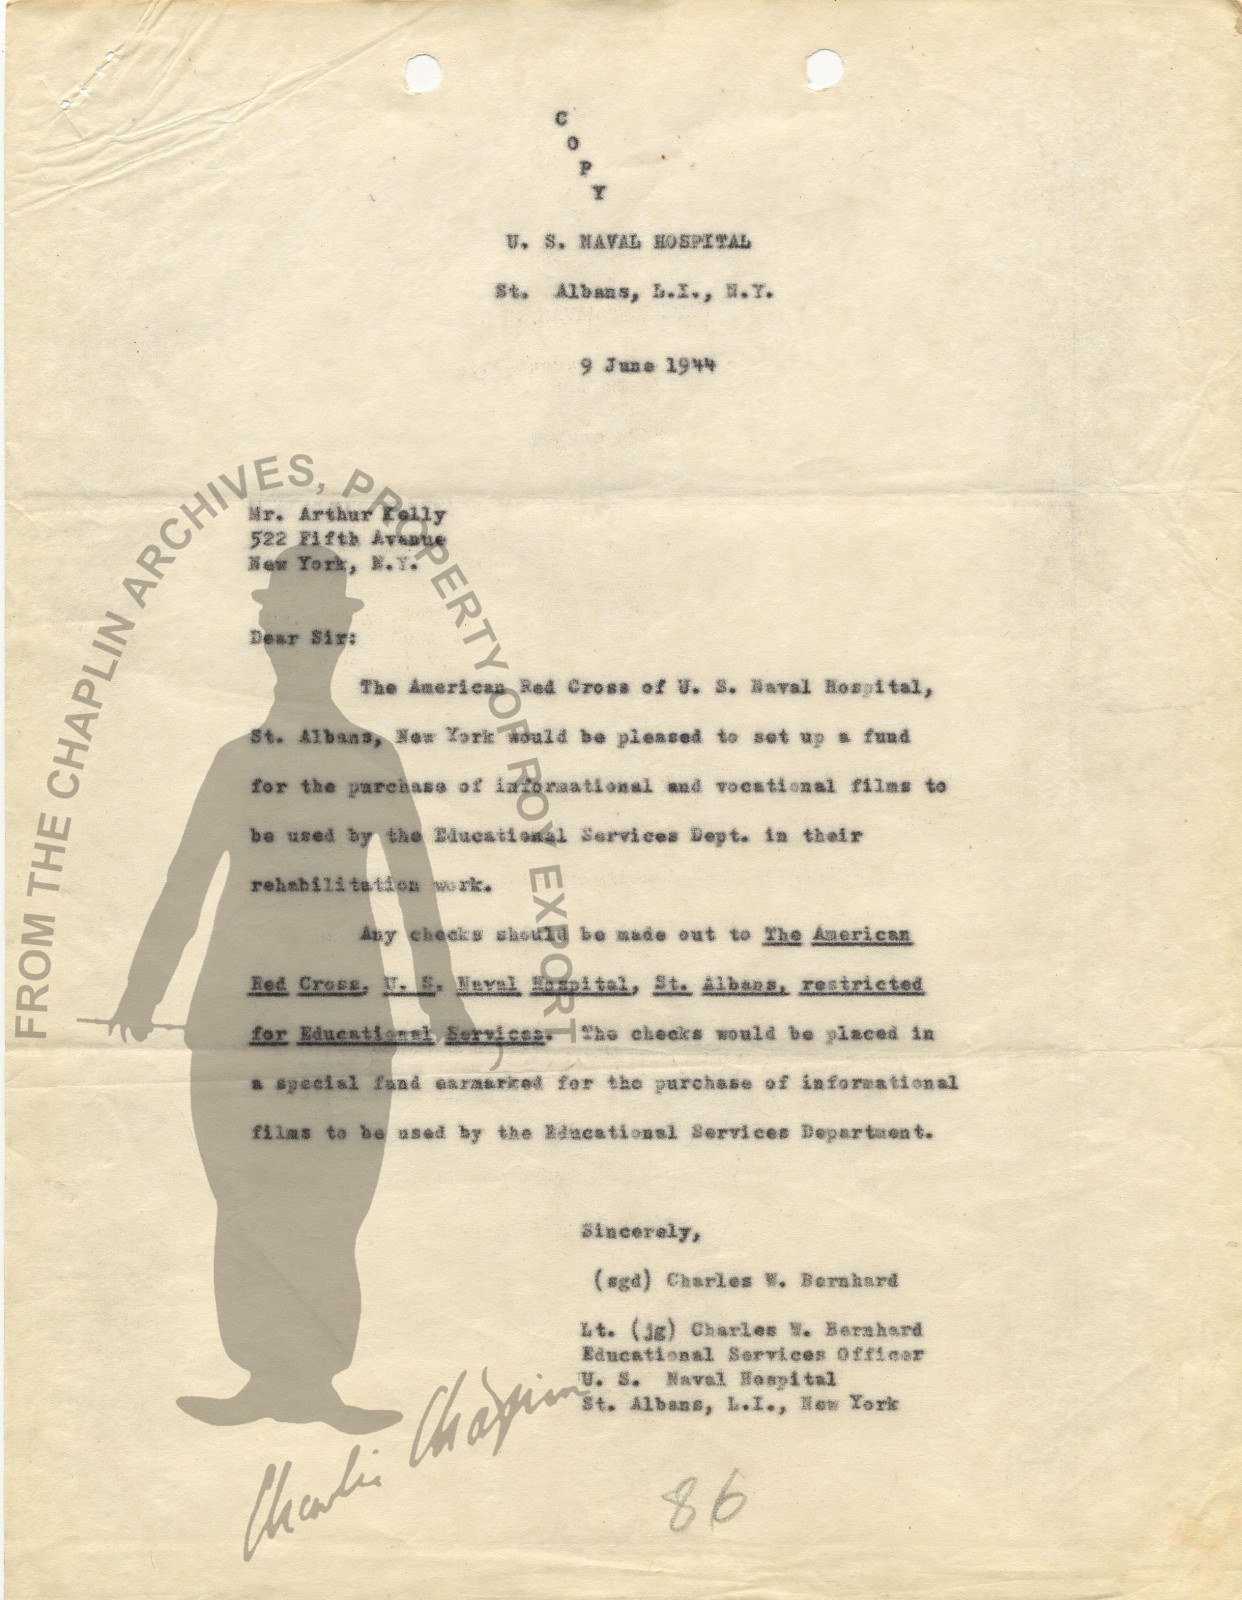 C
O
P
Y
U. S. NAVAL HOSPITAL
St. Albans, L.I., N.Y.
9 June 1944
Mr. Arthur Kelly
522 Fifth Avenue
New York, N.Y.
Dear Sir:
The American Red Cross of U. S. Naval Hospital,
St. Albans, New York would be pleased to set up a fund
for the purchase of informational and vocational films to
be used by the Educational Services Dept. in their
rehabilitation work.
Any checks should be made out to The American
Red Cross, U. S. Naval Hospital, St. Albans, restricted
for Educational Services. The checks would be placed in
a special fund earmarked for the purchase of informational
films to be used by the Educational Services Department.
Sincerely,
(sgd) Charles W. Bernhard
Lt. (jg) Charles W. Bernhard
Educational Services Officer
U. S. Naval Hospital
St. Albans, L.I., New York
86
FROM THE CHAPLIN ARCHIVES, PROPERTY OF ROY EXPORT
Charlie Chaplin